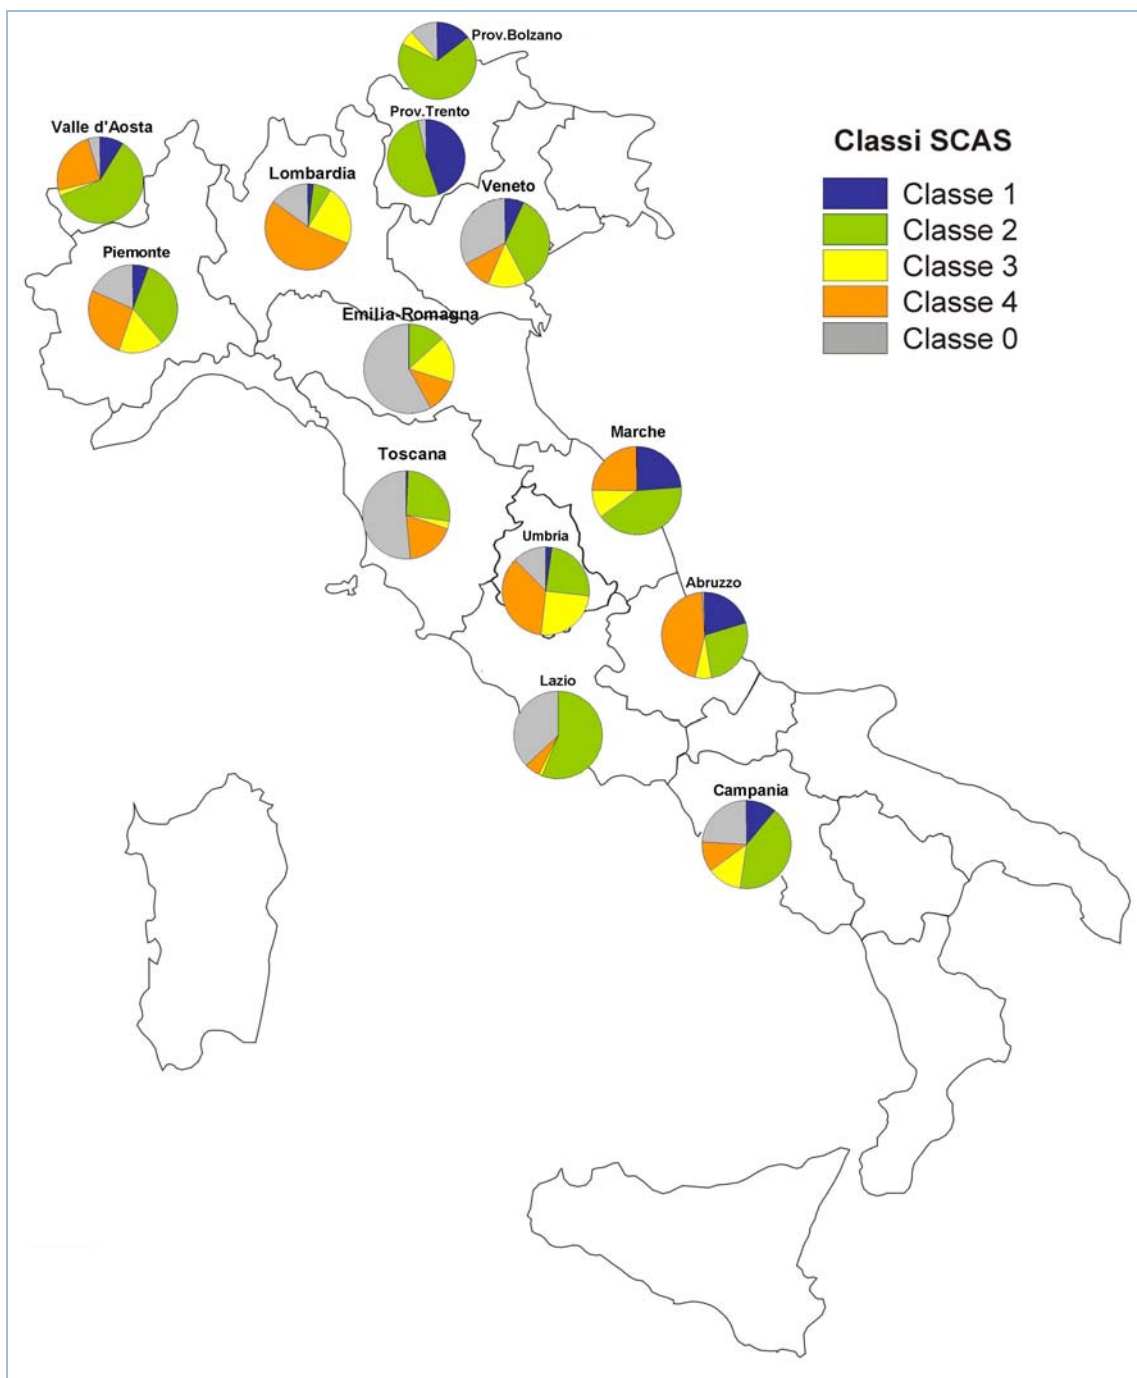 Prov.Bolzano
Prov.Trento
Valle d'Aosta
Lombardia
Veneto
Piemonte
Emilia-Romagna
Toscana
Marche
Umbria
Abruzzo
Lazio
Campania
Classi SCAS
Classe 1
Classe 2
Classe 3
Classe 4
Classe 0